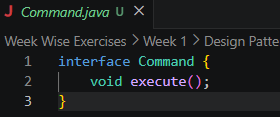 J Command.java U ×
Week Wise Exercises > Week 1 > Design Patte
1 interface Command {
2 void execute();
3 }